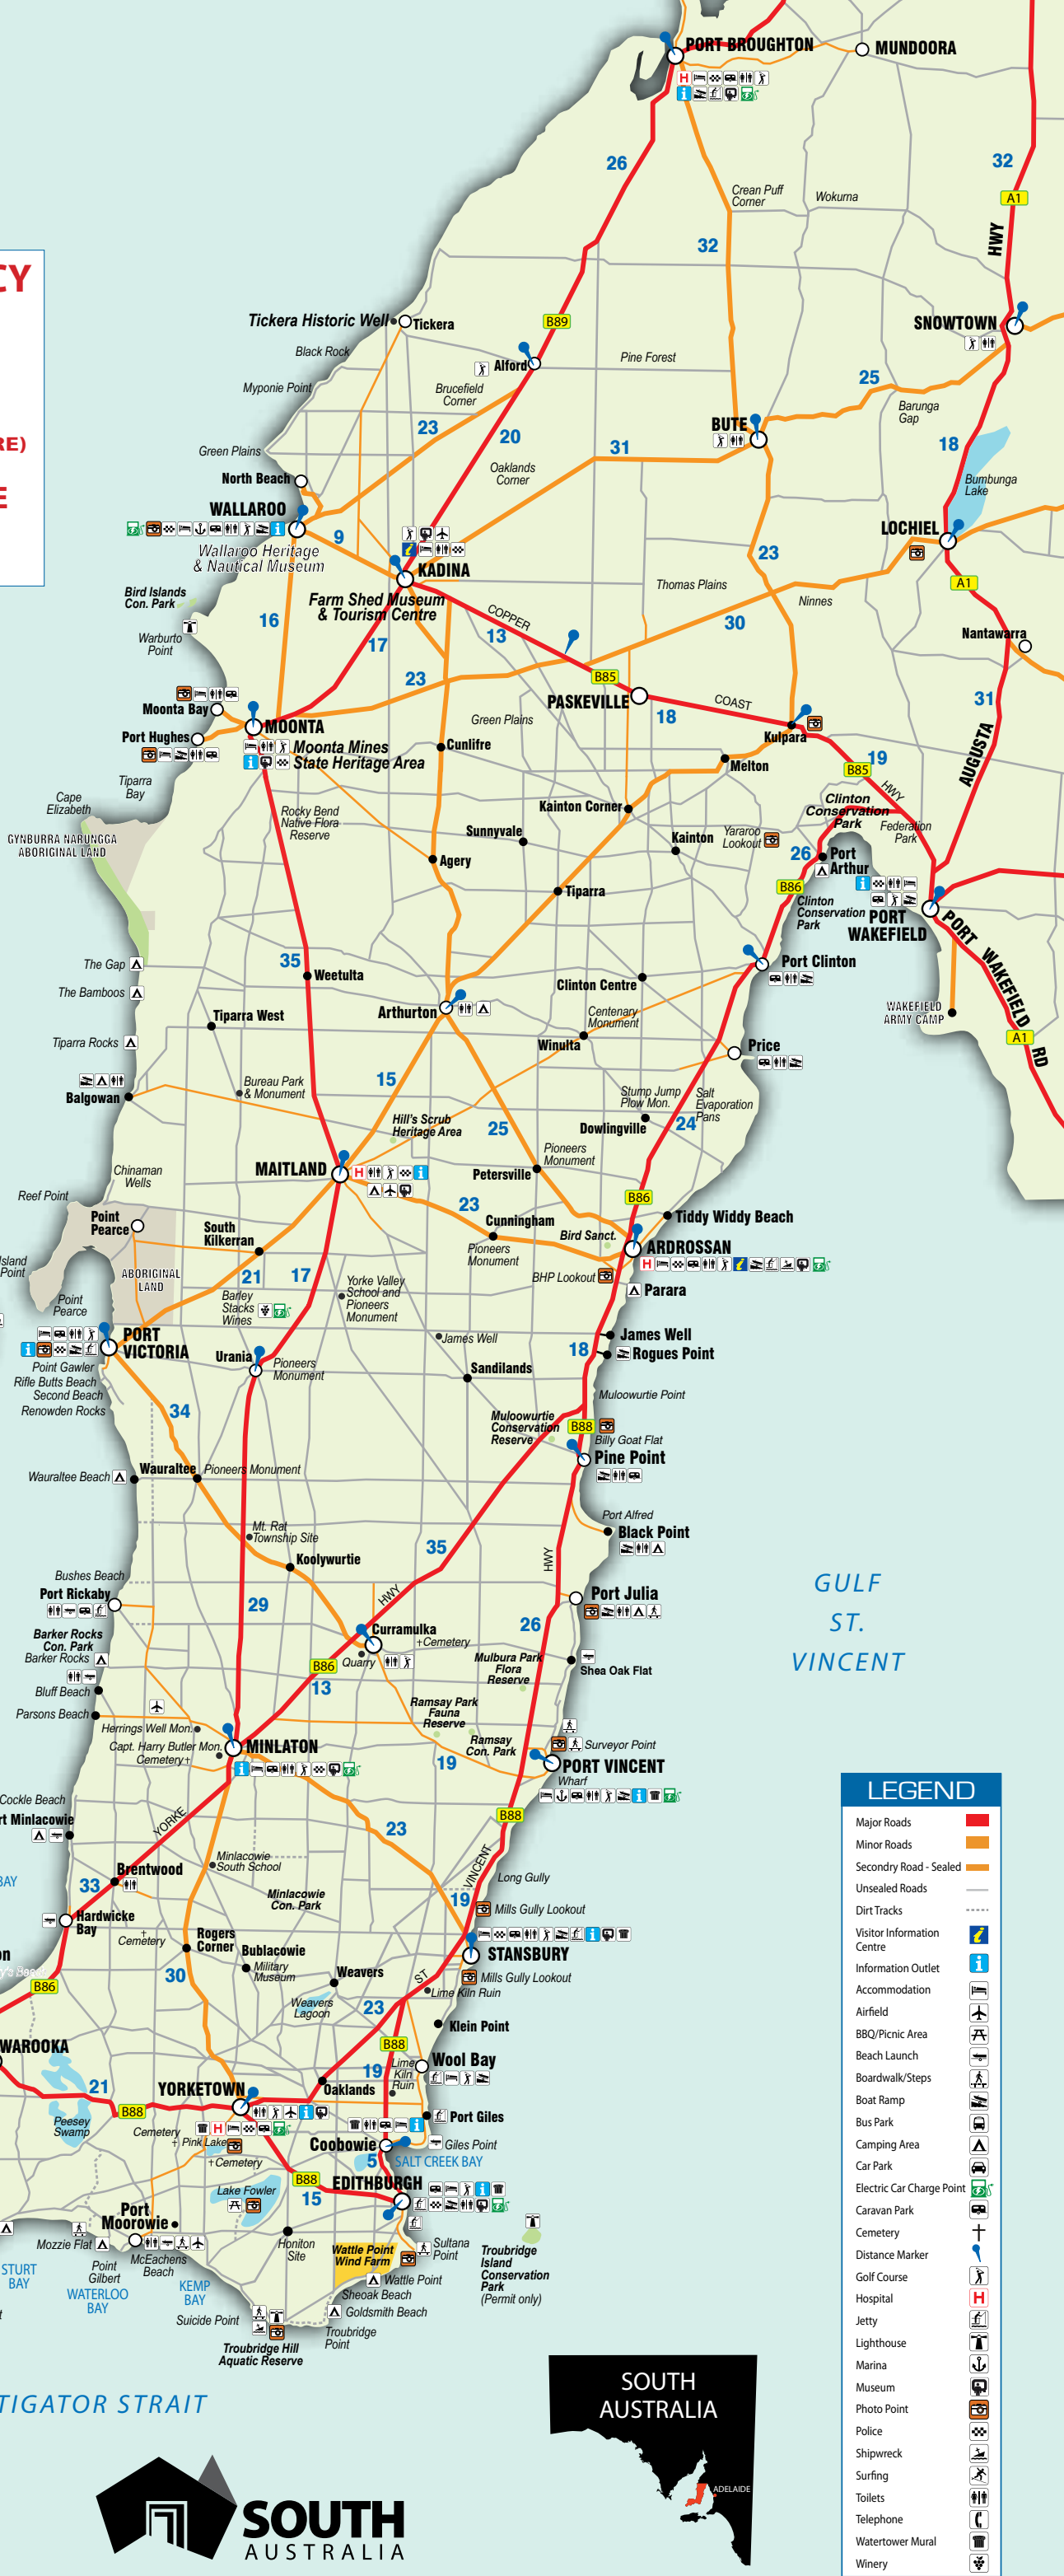 PORT BROUGHTON
MUNDOORA
26
32
A1
Crean Puff
Corner
Wokurna
32
HWY
CY
Tickera Historic Well
Tickera
B89
SNOWTOWN
Black Rock
Alford
Pine Forest
Myponie Point
Brucefield
Corner
25
23
20
BUTE
Barunga
Gap
RE)
Green Plains
31
18
North Beach
Oaklands
Corner
Bumbunga
Lake
E
WALLAROO
LOCHIEL
9
Wallaroo Heritage
& Nautical Museum
KADINA
23
A1
Bird Islands
Con. Park
Farm Shed Museum
& Tourism Centre
Thomas Plains
Ninnes
16
COPPER
13
30
Nantawarra
Warburto
Point
17
23
B85
31
Moonta Bay
PASKEVILLE
18
COAST
MOONTA
Green Plains
Port Hughes
Moonta Mines
State Heritage Area
Cunlifre
Kulpara
19
AUGUSTA
Melton
B85
HWY
Tiparra
Bay
Cape
Elizabeth
Rocky Bend
Native Flora
Reserve
Kainton Corner
Clinton
Conservation
Park
Federation
Park
GYNBURRA NARUNGGA
ABORIGINAL LAND
Sunnyvale
Kainton
Yararoo
Lookout
26
Port
Arthur
Agery
B86
Tiparra
Clinton
Conservation
Park
PORT
WAKEFIELD
PORT WAKEFIELD RD
The Gap
35
Weetulta
Port Clinton
Clinton Centre
The Bamboos
Arthurton
WAKEFIELD
ARMY CAMP
Tiparra West
Centenary
Monument
A1
Tiparra Rocks
Winulta
Price
15
Bureau Park
& Monument
Stump Jump
Plow Mon.
Salt
Evaporation
Pans
Balgowan
Hill's Scrub
Heritage Area
25
Dowlingville
24
Pioneers
Monument
MAITLAND
Petersville
Chinaman
Wells
Reef Point
B86
23
Point
Pearce
South
Kilkerran
Cunningham
Tiddy Widdy Beach
Bird Sanct.
Pioneers
Monument
ARDROSSAN
Island
Point
ABORIGINAL
LAND
21
17
BHP Lookout
Yorke Valley
School and
Pioneers
Monument
Parara
Point
Pearce
Barley
Stacks
Wines
PORT
VICTORIA
James Well
James Well
18
Rogues Point
Urania
Pioneers
Monument
Point Gawler
Rifle Butts Beach
Second Beach
Renowden Rocks
Sandilands
Muloowurtie Point
34
Muloowurtie
Conservation
Reserve
B88
Billy Goat Flat
Pine Point
Wauraltee Beach
Wauraltee
Pioneers Monument
Port Alfred
Mt. Rat
Township Site
Black Point
35
Koolywurtie
HWY
Bushes Beach
GULF
ST.
VINCENT
Port Rickaby
29
HWY
Port Julia
26
Barker Rocks
Con. Park
Barker Rocks
Curramulka
Cemetery
Quarry
Mulbura Park
Flora
Reserve
Shea Oak Flat
B86
13
Bluff Beach
Parsons Beach
Ramsay Park
Fauna
Reserve
Herrings Well Mon.
Capt. Harry Butler Mon.
Cemetery
MINLATON
Ramsay
Con. Park
Surveyor Point
19
PORT VINCENT
Wharf
Cockle Beach
rt Minlacowie
YORKE
B88
23
VINCENT
BAY
Brentwood
Minlacowie
South School
Long Gully
33
Minlacowie
Con. Park
19
Mills Gully Lookout
Hardwicke
Bay
Cemetery
Rogers
Corner
Bublacowie
STANSBURY
on
Military
Museum
Weavers
ST
Mills Gully Lookout
B86
30
Lime Kiln Ruin
Weavers
Lagoon
23
Klein Point
WAROOKA
B88
Wool Bay
21
YORKETOWN
19
Lime
Kiln
Ruin
Oaklands
B88
Peesey
Swamp
Cemetery
Pink Lake
Port Giles
Coobowie
Giles Point
Cemetery
5
SALT CREEK BAY
B88
EDITHBURGH
Lake Fowler
15
Port
Moorowie
Mozzie Flat
Honiton
Site
Wattle Point
Wind Farm
Sultana
Point
Troubridge
Island
Conservation
Park
(Permit only)
McEachens
Beach
STURT
BAY
Point
Gilbert
WATERLOO
BAY
KEMP
BAY
Wattle Point
Sheoak Beach
Goldsmith Beach
Suicide Point
Troubridge
Point
Troubridge Hill
Aquatic Reserve
TIGATOR STRAIT
SOUTH
AUSTRALIA
SOUTH
AUSTRALIA
ADELAIDE
LEGEND
Major Roads
Minor Roads
Secondry Road - Sealed
Unsealed Roads
Dirt Tracks
Visitor Information
Centre
Information Outlet
Accommodation
Airfield
BBQ/Picnic Area
Beach Launch
Boardwalk/Steps
Boat Ramp
Bus Park
Camping Area
Car Park
Electric Car Charge Point
Caravan Park
Cemetery
Distance Marker
Golf Course
Hospital
Jetty
Lighthouse
Marina
Museum
Photo Point
Police
Shipwreck
Surfing
Toilets
Telephone
Watertower Mural
Winery